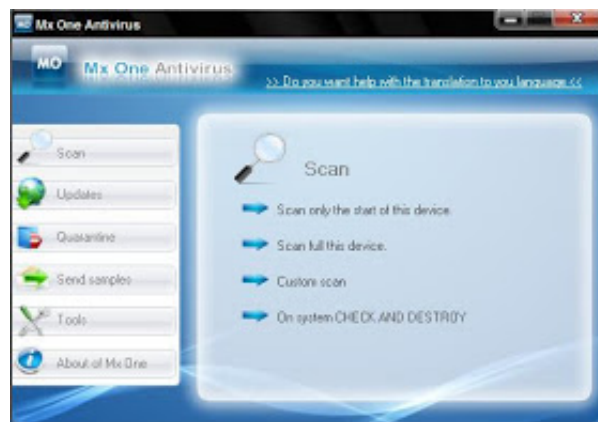 Mx One Antivirus
MO
Mx One Antivirus
>> Do you want help with the translation to you language <<
Scan
Updates
Quarantine
Send samples
Tools
About of Mx One
Scan
Scan only the start of this device.
Scan full this device.
Custom scan
On system CHECK AND DESTROY